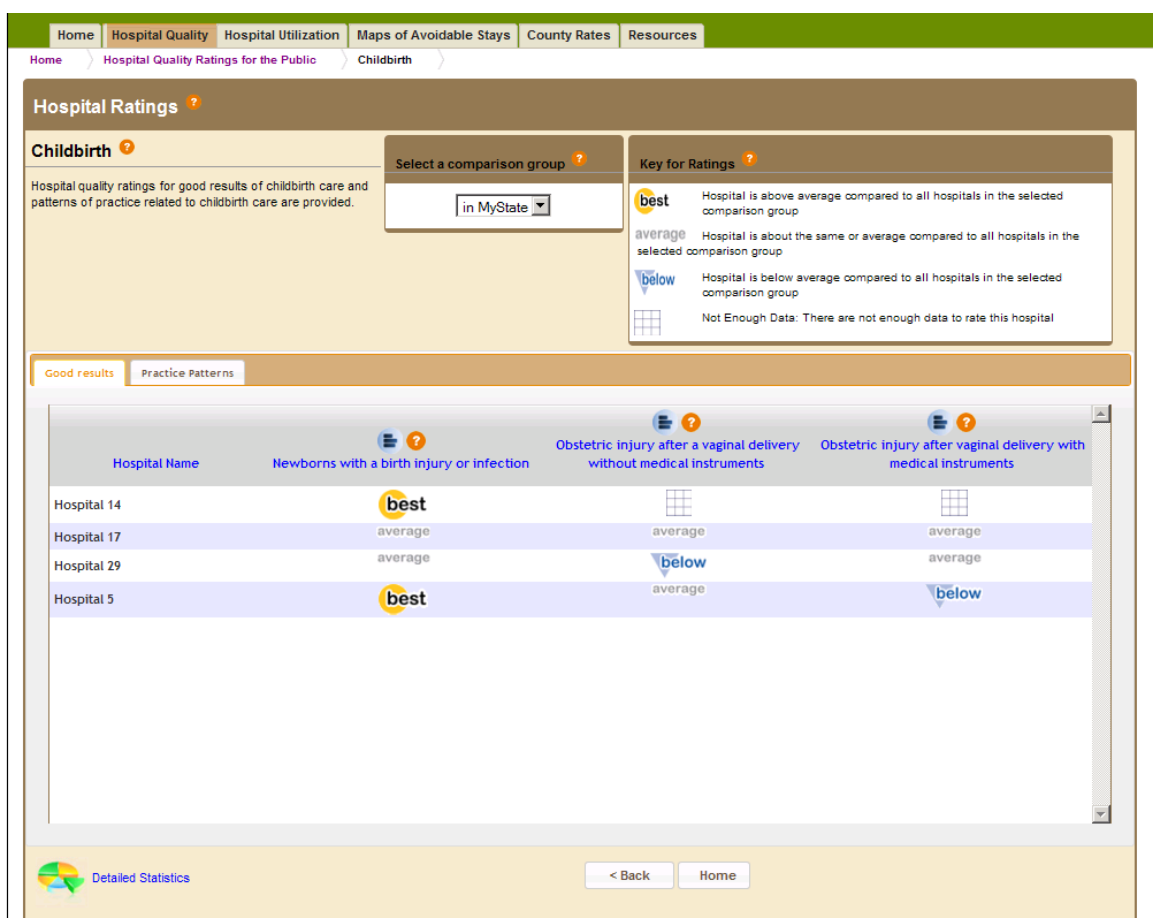 Home Hospital Quality Hospital Utilization Maps of Avoidable Stays County Rates Resources
Home Hospital Quality Ratings for the Public Childbirth
Hospital Ratings ?
Childbirth ?
Hospital quality ratings for good results of childbirth care and
patterns of practice related to childbirth care are provided.
Select a comparison group ?
in MyState
Key for Ratings ?
best Hospital is above average compared to all hospitals in the selected
comparison group
average Hospital is about the same or average compared to all hospitals in the
selected comparison group
below Hospital is below average compared to all hospitals in the selected
comparison group
Not Enough Data: There are not enough data to rate this hospital
Good results Practice Patterns
Hospital Name
? Newborns with a birth injury or infection
? Obstetric injury after a vaginal delivery
without medical instruments
? Obstetric injury after vaginal delivery with
medical instruments
Hospital 14 best
Hospital 17 average average average
Hospital 29 average below average
Hospital 5 best average below
Detailed Statistics < Back Home